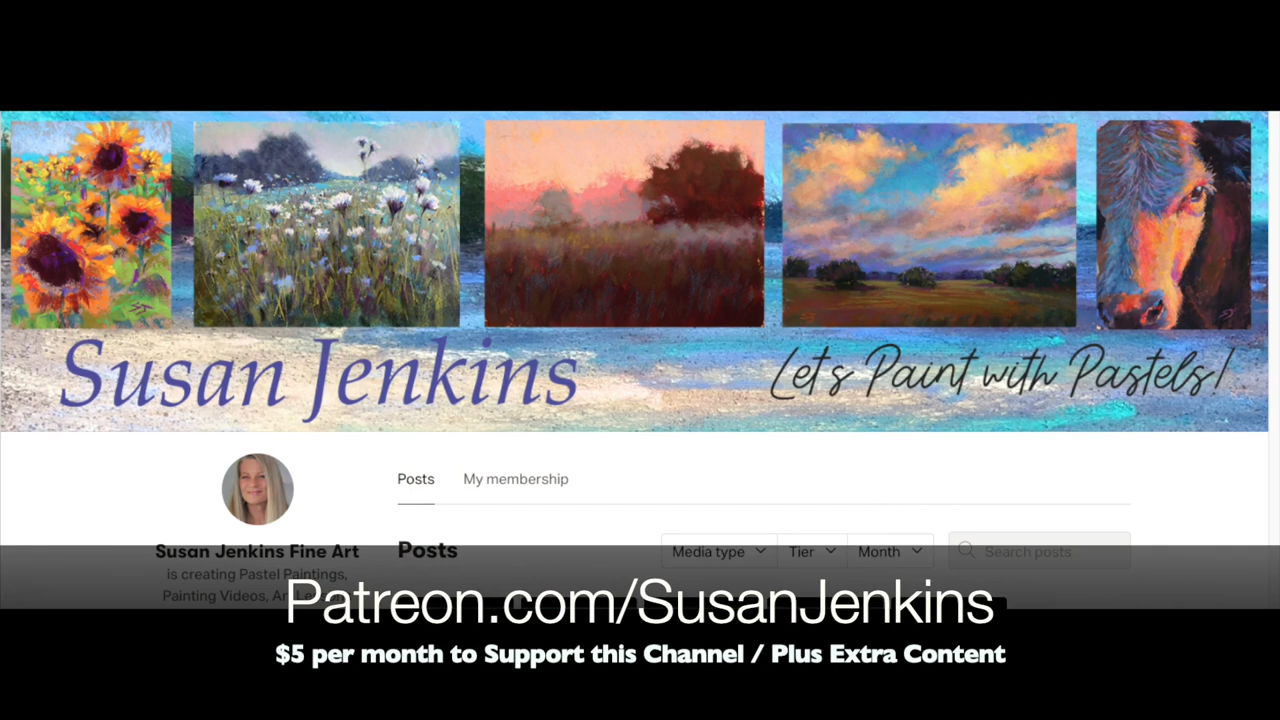 Susan Jenkins
Let's Paint with Pastels!
Posts
My membership
Susan Jenkins Fine Art
is creating Pastel Paintings,
Painting Videos, Art
Posts
Media type
Tier
Month
Search posts
Patreon.com/SusanJenkins
$5 per month to Support this Channel / Plus Extra Content